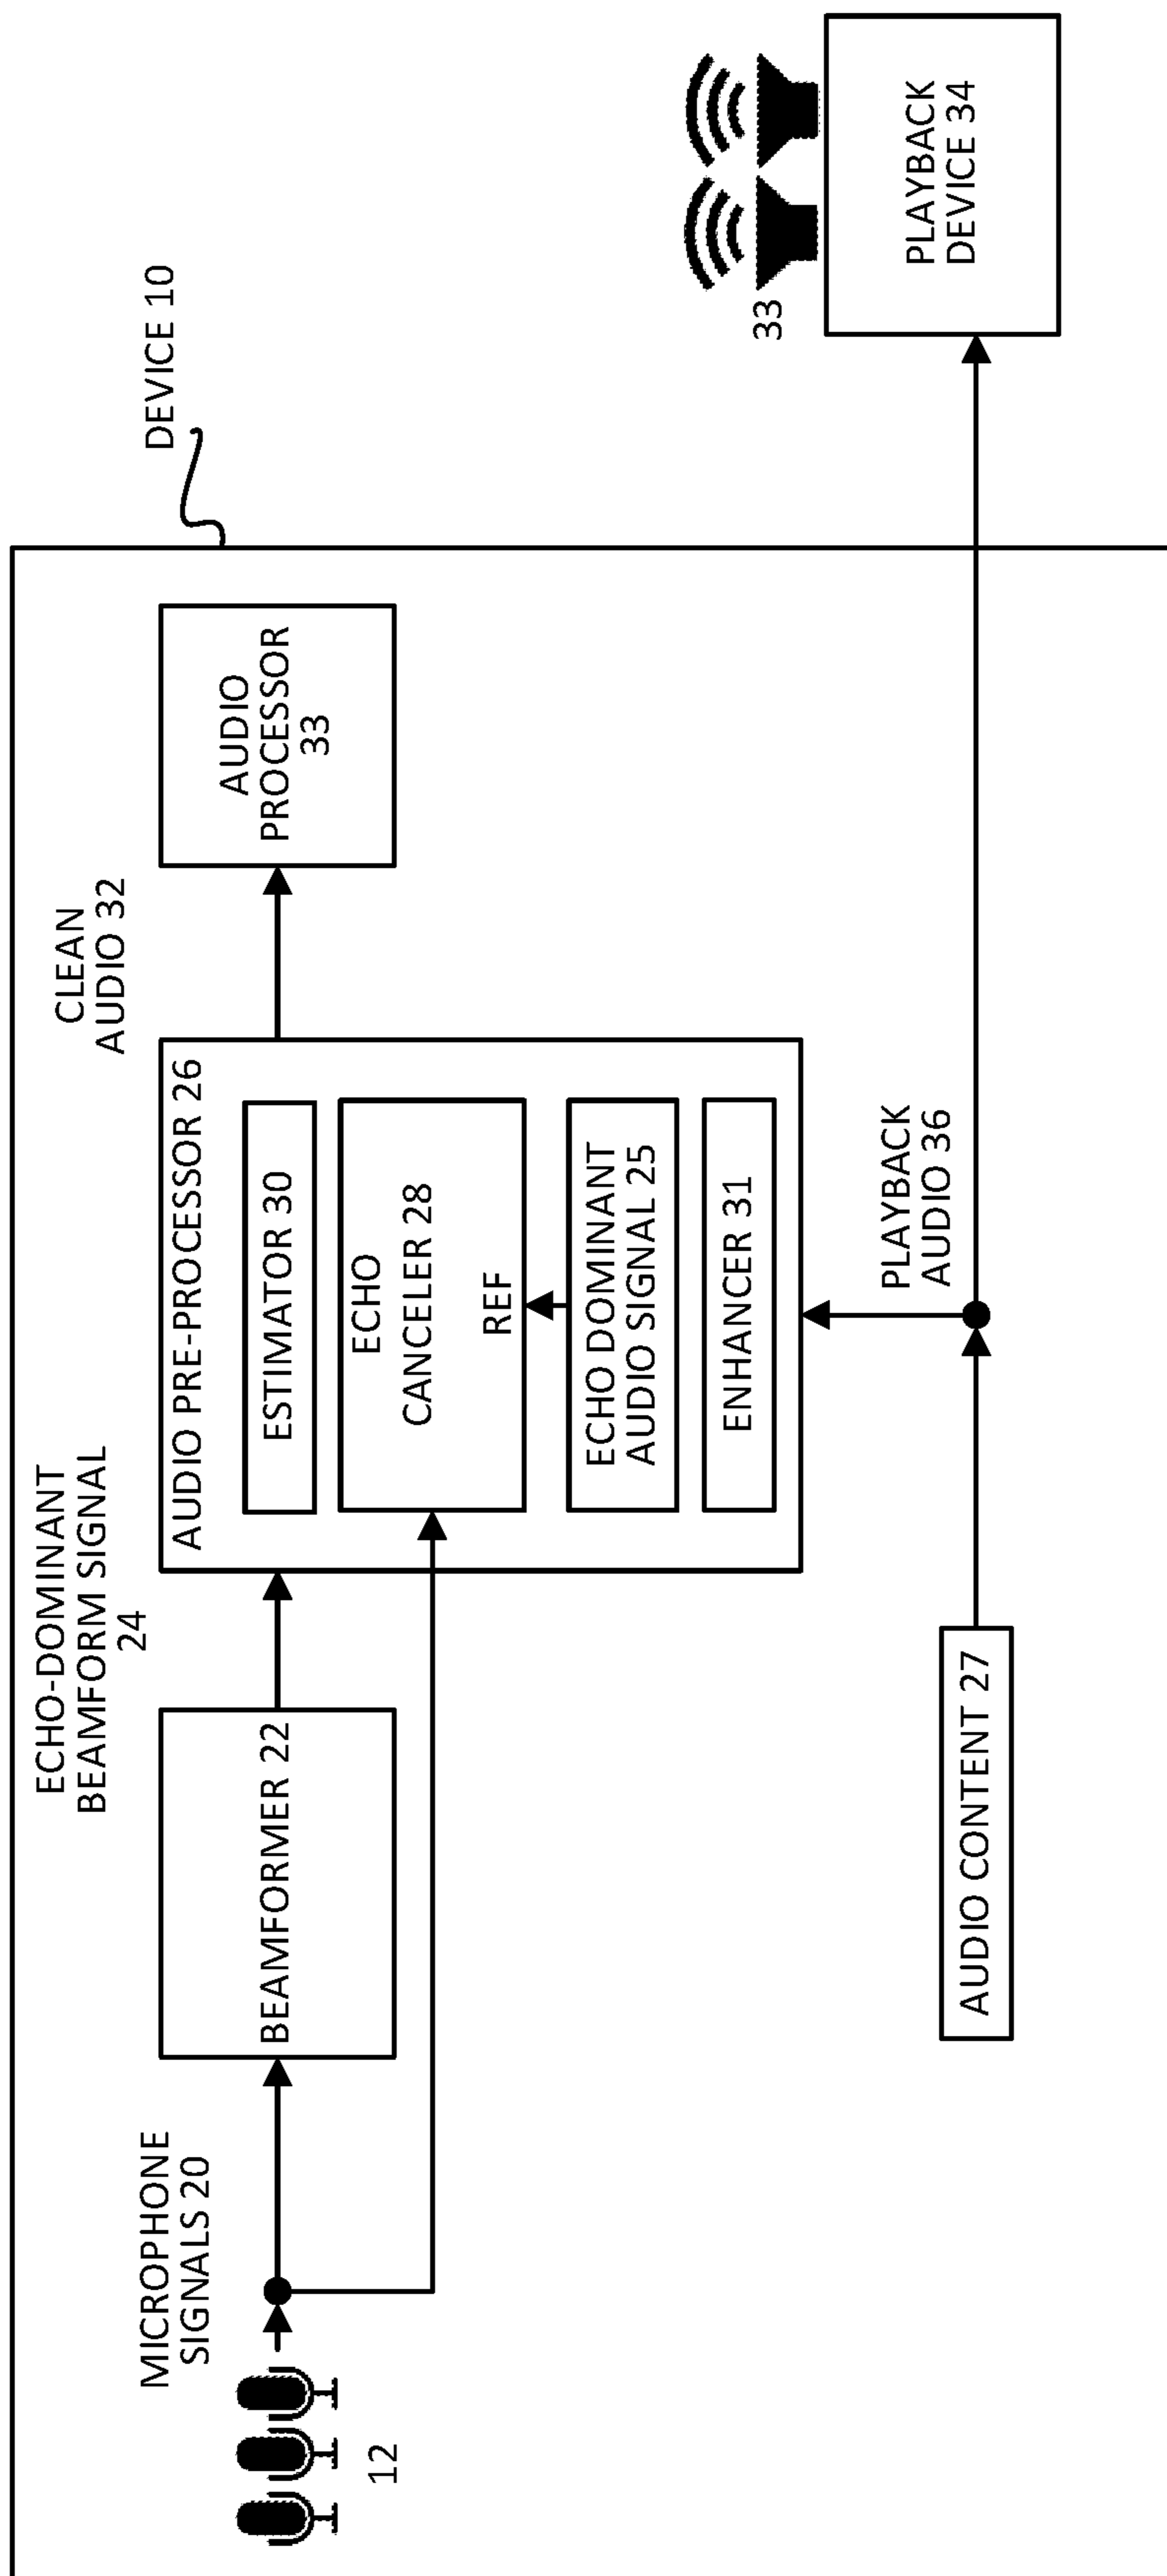 DEVICE 10
ECHO-DOMINANT
BEAMFORM SIGNAL
24
CLEAN
AUDIO 32
MICROPHONE
SIGNALS 20
12
BEAMFORMER 22
AUDIO PRE-PROCESSOR 26
ESTIMATOR 30
ECHO
CANCELER 28
REF
ECHO DOMINANT
AUDIO SIGNAL 25
ENHANCER 31
AUDIO
PROCESSOR
33
AUDIO CONTENT 27
PLAYBACK
AUDIO 36
33
PLAYBACK
DEVICE 34